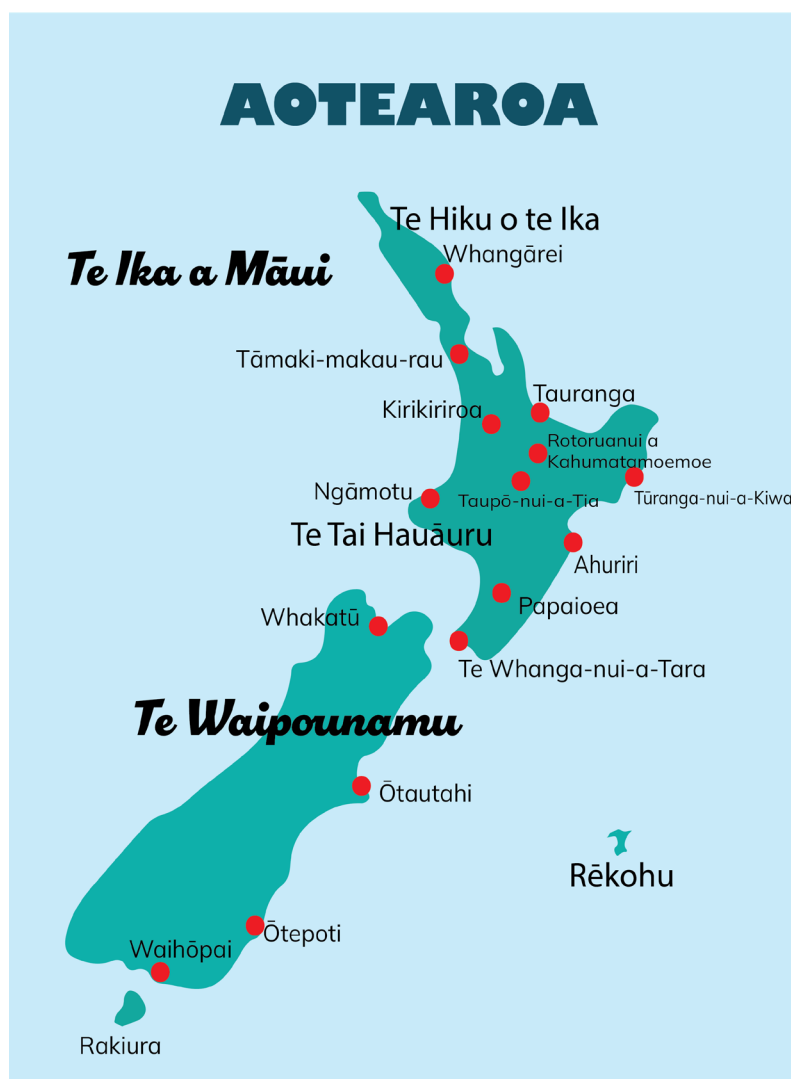 AOTEAROA
Te Hiku o te Ika
Whangārei
Te Ika a Māui
Tāmaki-makau-rau
Tauranga
Kirikiriroa
Rotoruanui a
Kahumatamoemoe
Ngāmotu
Taupō-nui-a-Tia
Tūranga-nui-a-Kiwa
Te Tai Hauāuru
Ahuriri
Papaioea
Whakatū
Te Whanga-nui-a-Tara
Te Waipounamu
Ōtautahi
Rēkohu
Ōtepoti
Waihōpai
Rakiura